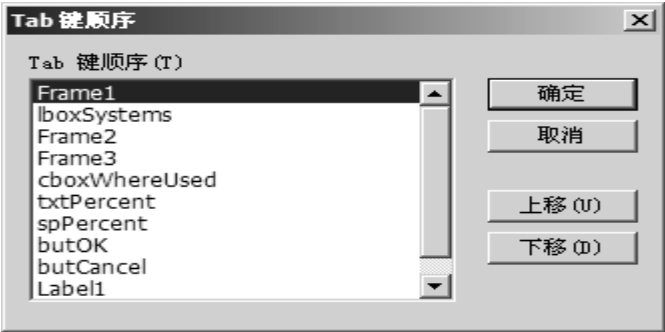 Tab 键顺序
Tab 键顺序(T)
Frame1
lboxSystems
Frame2
Frame3
cboxWhereUsed
txtPercent
spPercent
butOK
butCancel
Label1
确定
取消
上移(U)
下移(D)